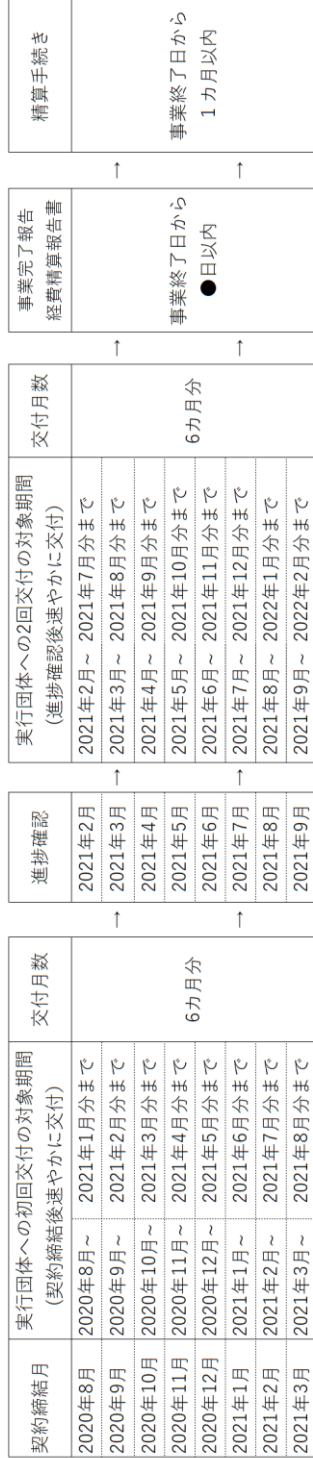 契約締結月 実行団体への初回交付の対象期間 交付月数 進捗確認 実行団体への2回交付の対象期間 交付月数 事業完了報告 精算手続き
(契約締結後速やかに交付) (進捗確認後速やかに交付) 経費精算報告書
2020年8月 2020年8月~ 2021年1月分まで 2021年2月 2021年2月~ 2021年7月分まで
2020年9月 2020年9月~ 2021年2月分まで → 2021年3月 → 2021年3月~ 2021年8月分まで → →
2020年10月 2020年10月~ 2021年3月分まで 2021年4月 2021年4月~ 2021年9月分まで
2020年11月 2020年11月~ 2021年4月分まで 6カ月分 2021年5月 2021年5月~ 2021年10月分まで 6カ月分 事業終了日から 事業終了日から
2020年12月 2020年12月~ 2021年5月分まで 2021年6月 2021年6月~ 2021年11月分まで ●日以内 1カ月以内
2021年1月 2021年1月~ 2021年6月分まで → 2021年7月 → 2021年7月~ 2021年12月分まで → →
2021年2月 2021年2月~ 2021年7月分まで 2021年8月 2021年8月~ 2022年1月分まで
2021年3月 2021年3月~ 2021年8月分まで 2021年9月 2021年9月~ 2022年2月分まで